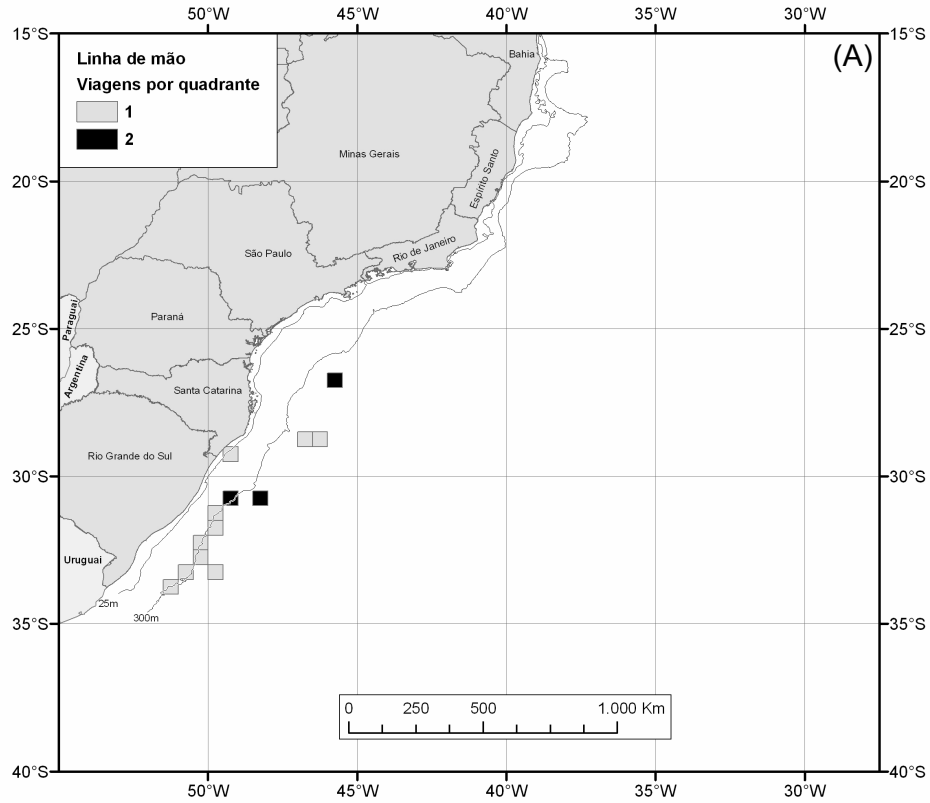 50°W 45°W 40°W 35°W 30°W
15°S 15°S
(A)
Linha de mão
Viagens por quadrante
1
2
Bahia
Minas Gerais
Espírito Santo
20°S 20°S
Rio de Janeiro
São Paulo
Paraguai
Paraná
25°S 25°S
Argentina
Santa Catarina
Rio Grande do Sul
30°S 30°S
Uruguai
25m
300m
35°S 35°S
0 250 500 1.000 Km
40°S 40°S
50°W 45°W 40°W 35°W 30°W